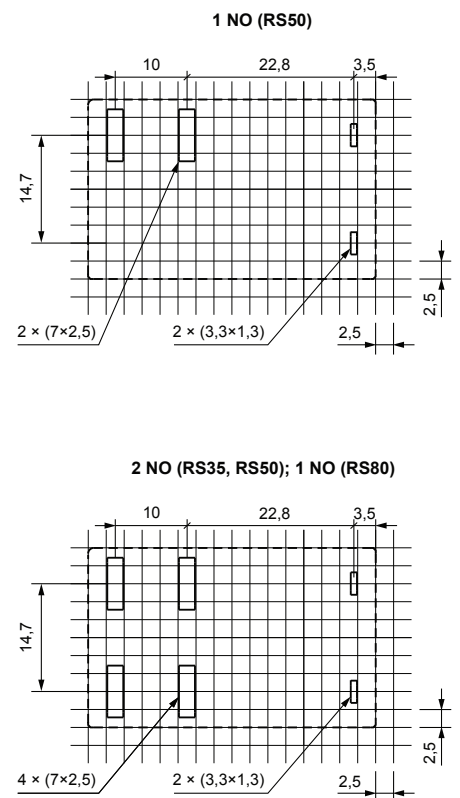 1 NO (RS50)
10 22,8 3,5
14,7
2,5
2 × (7×2,5) 2 × (3,3×1,3) 2,5
2 NO (RS35, RS50); 1 NO (RS80)
10 22,8 3,5
14,7
2,5
4 × (7×2,5) 2 × (3,3×1,3) 2,5